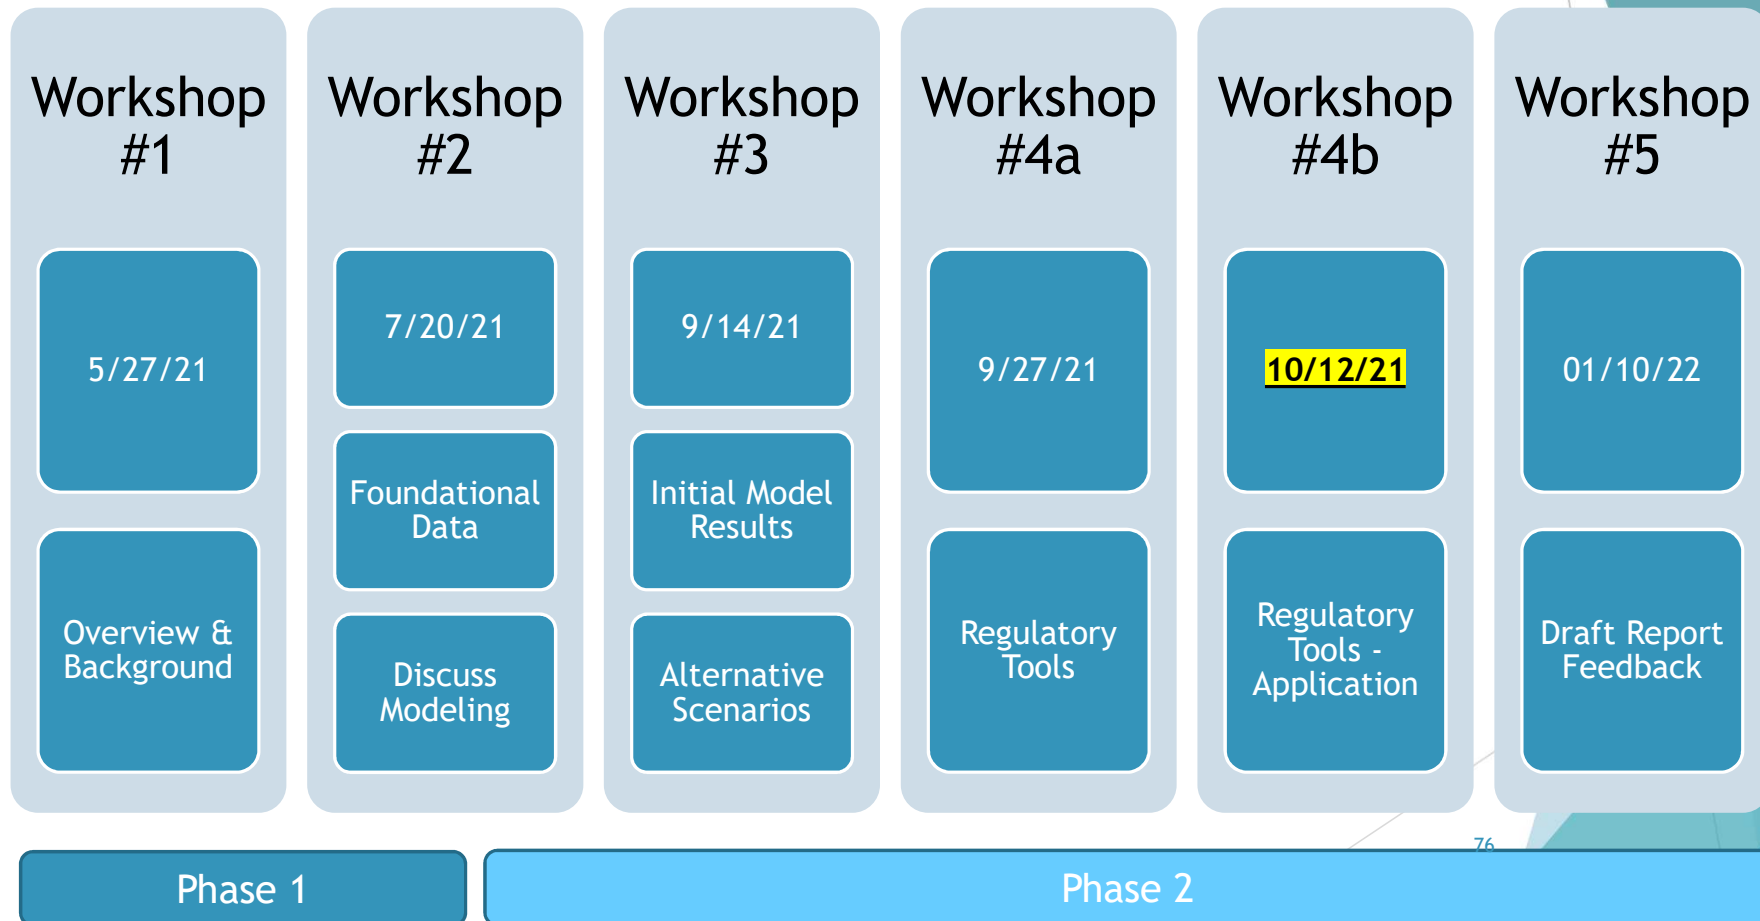 Workshop
#1
5/27/21
Overview &
Background
Workshop
#2
7/20/21
Foundational
Data
Discuss
Modeling
Workshop
#3
9/14/21
Initial Model
Results
Alternative
Scenarios
Workshop
#4a
9/27/21
Regulatory
Tools
Workshop
#4b
10/12/21
Regulatory
Tools -
Application
Workshop
#5
01/10/22
Draft Report
Feedback
76
Phase 1
Phase 2